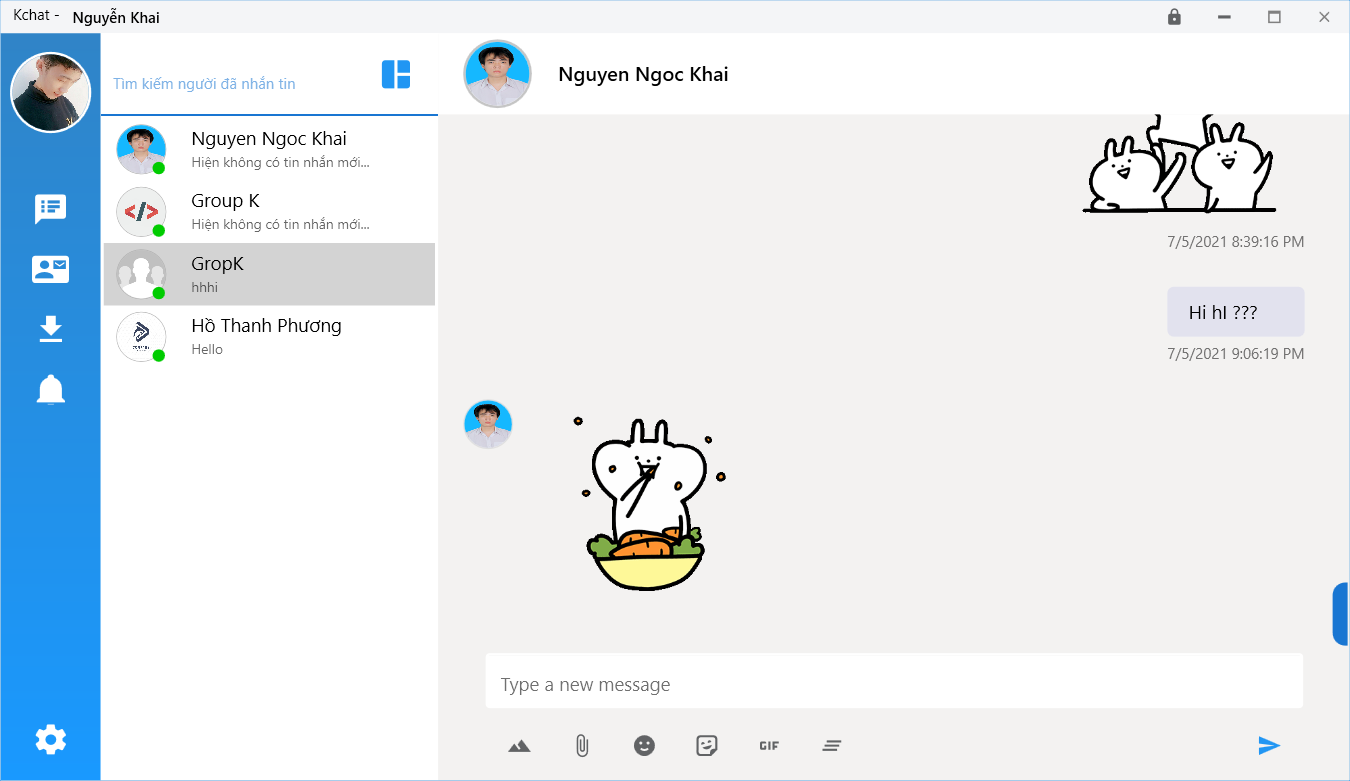 Kchat - Nguyễn Khai
Tìm kiếm người đã nhắn tin
Nguyen Ngoc Khai
Hiện không có tin nhắn mới...
Group K
Hiện không có tin nhắn mới...
GropK
hhhi
Hồ Thanh Phương
Hello
Nguyen Ngoc Khai
7/5/2021 8:39:16 PM
Hi hI ???
7/5/2021 9:06:19 PM
Type a new message
GIF